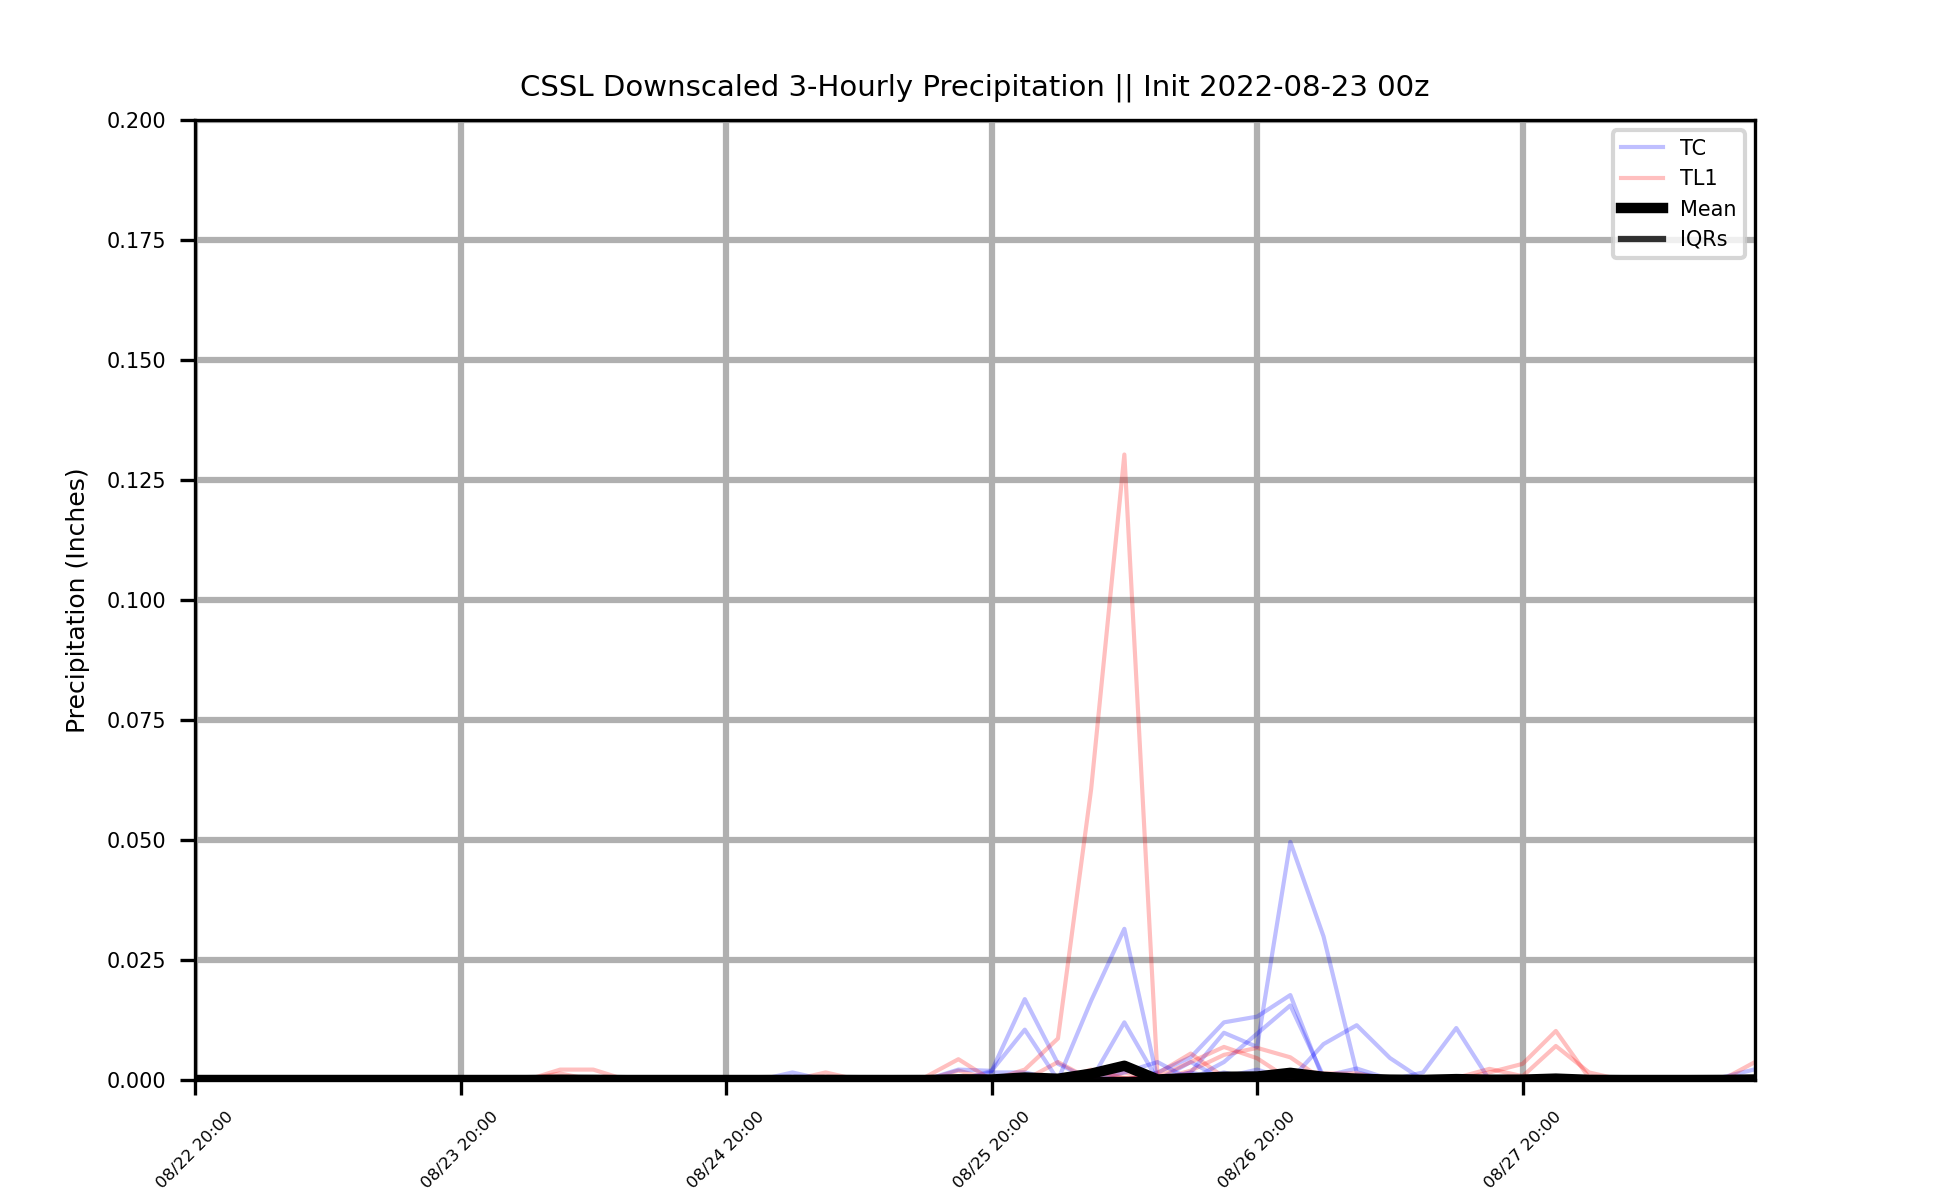 CSSL Downscaled 3-Hourly Precipitation || Init 2022-08-23 00z
TC
TL1
Mean
IQRs
Precipitation (Inches)
0.200
0.175
0.150
0.125
0.100
0.075
0.050
0.025
0.000
08/22 20:00
08/23 20:00
08/24 20:00
08/25 20:00
08/26 20:00
08/27 20:00